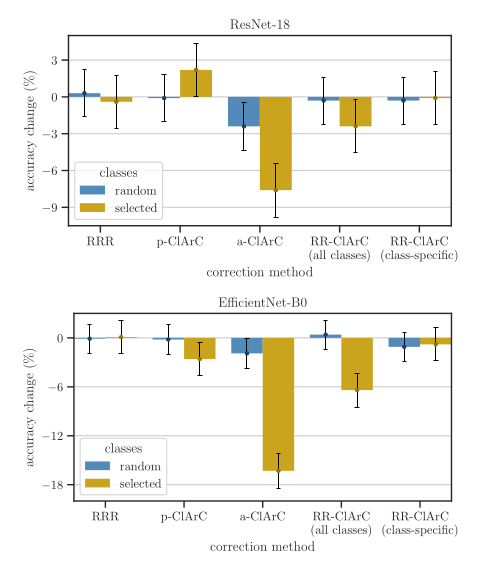 ResNet-18
accuracy change (%)
3
0
−3
−6
−9
classes
random
selected
RRR
p-ClArC
a-ClArC
RR-ClArC
(all classes)
RR-ClArC
(class-specific)
correction method
EfficientNet-B0
accuracy change (%)
0
−6
−12
−18
classes
random
selected
RRR
p-ClArC
a-ClArC
RR-ClArC
(all classes)
RR-ClArC
(class-specific)
correction method